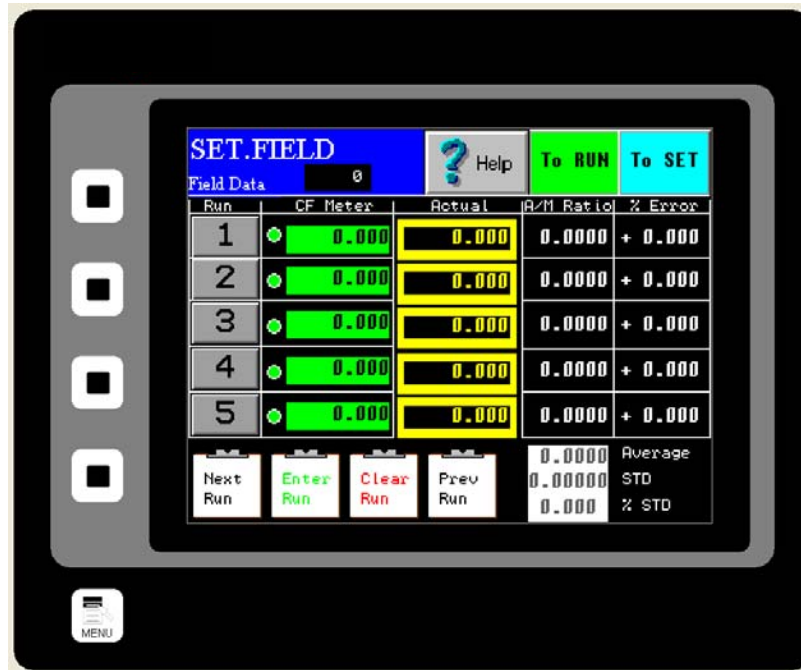 SET.FIELD
Field Data 0
Help
To RUN
To SET
Run CF Meter Actual A/M Ratio % Error
1 0.000 0.000 0.0000 + 0.000
2 0.000 0.000 0.0000 + 0.000
3 0.000 0.000 0.0000 + 0.000
4 0.000 0.000 0.0000 + 0.000
5 0.000 0.000 0.0000 + 0.000
Next
Run
Enter
Run
Clear
Run
Prev
Run
0.0000 Average
0.00000 STD
0.000 % STD
MENU